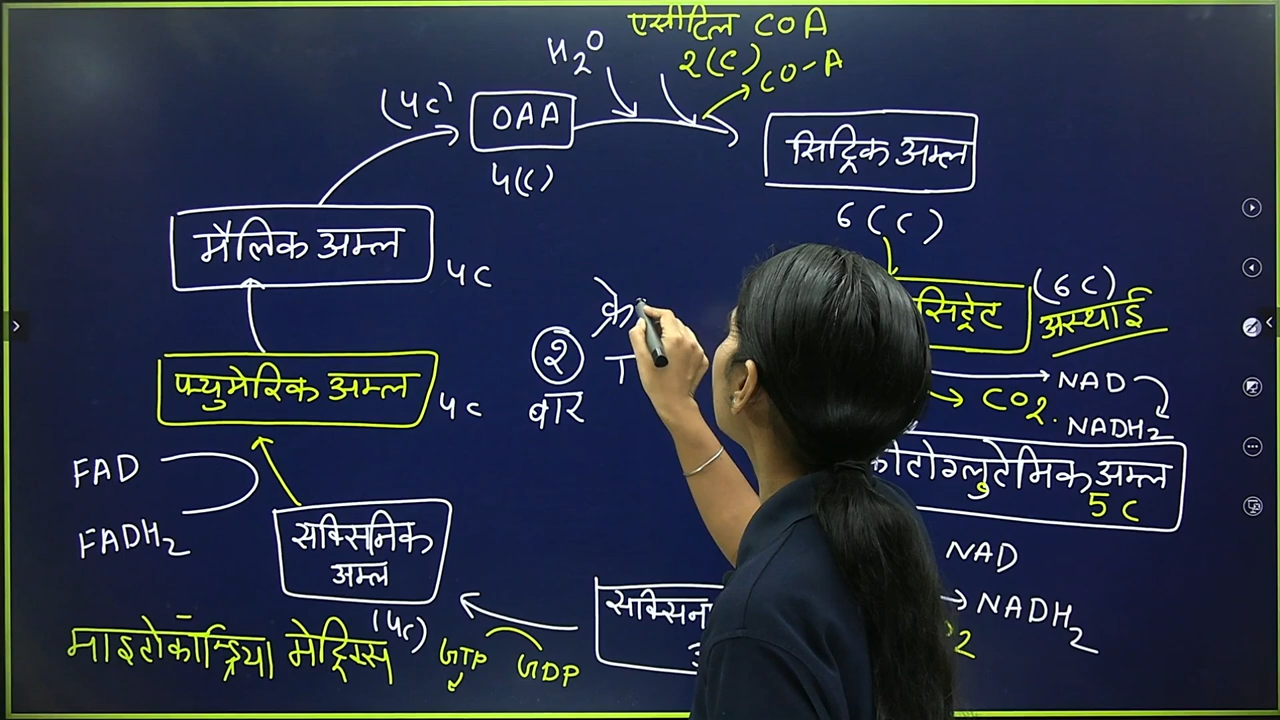 एसीटिल COA
2(C)
H2O
CO-A
(4C)
OAA
4(C)
सिट्रिक अम्ल
6(C)
मैलिक अम्ल
4C
सिट्रेट
(6C)
अस्थाई
क्रे
2
बार
NAD
CO2.
NADH2
फ्युमेरिक अम्ल
4C
कीटोग्लुटेमिक अम्ल
5C
FAD
FADH2
सक्सिनिक
अम्ल
(4C)
NAD
NADH2
2
माइटोकॉन्ड्रिया मेट्रिक्स
GTP
GDP